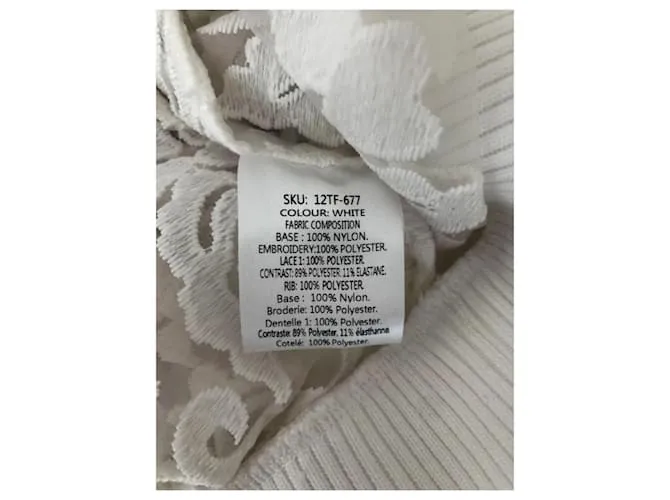 SKU: 12TF-677
COLOUR: WHITE
FABRIC COMPOSITION
BASE : 100% NYLON.
EMBROIDERY:100% POLYESTER.
LACE 1: 100% POLYESTER.
CONTRAST: 89% POLYESTER. 11% ELASTANE.
RIB: 100% POLYESTER.
Base : 100% Nylon.
Broderie: 100% Polyester.
Dentelle 1: 100% Polyester.
Contraste: 89% Polyester, 11% élasthanne
Cotelé: 100% Polyester.